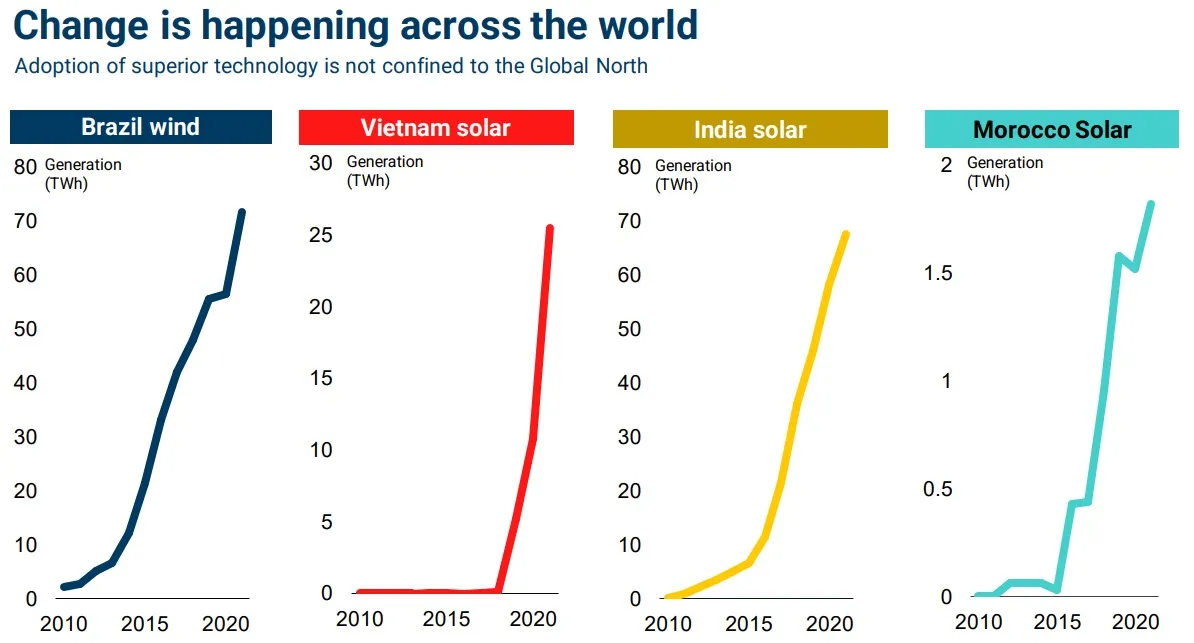 Change is happening across the world
Adoption of superior technology is not confined to the Global North
Brazil wind
80 Generation
(TWh)
70
60
50
40
30
20
10
0
2010 2015 2020
Vietnam solar
30 Generation
(TWh)
25
20
15
10
5
0
2010 2015 2020
India solar
80 Generation
(TWh)
70
60
50
40
30
20
10
0
2010 2015 2020
Morocco Solar
2 Generation
(TWh)
1.5
1
0.5
0
2010 2015 2020